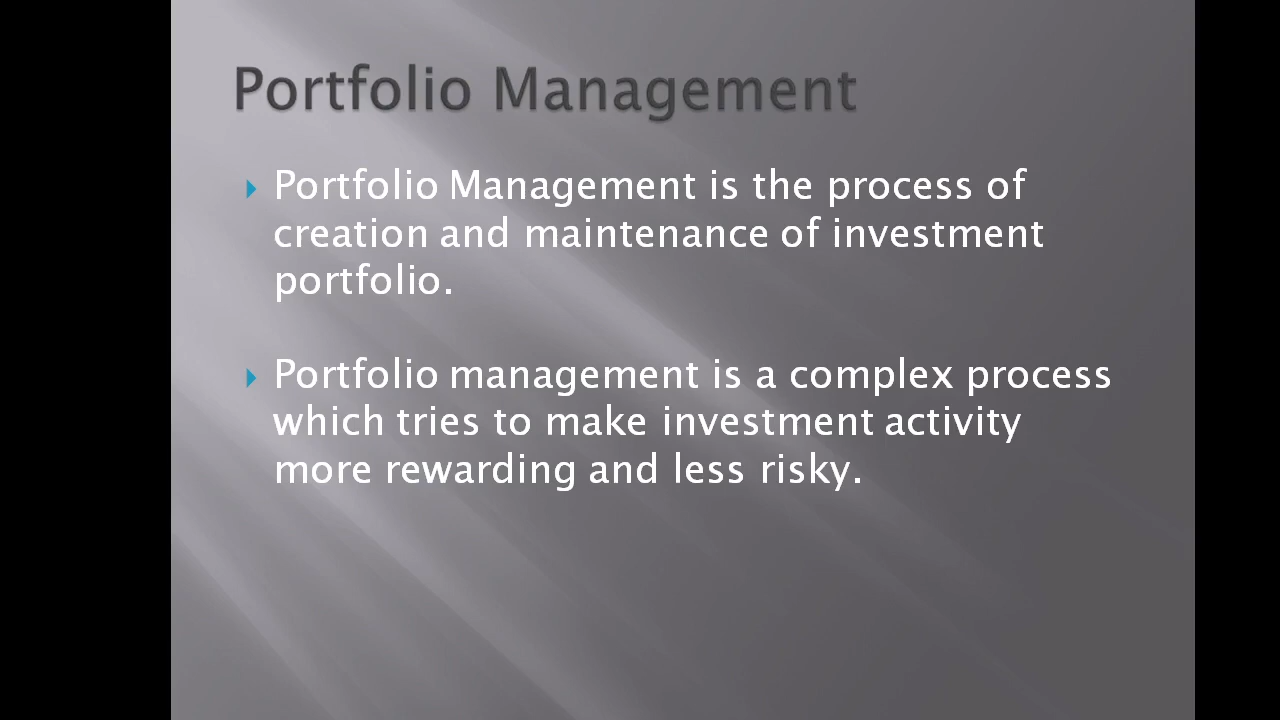 Portfolio Management
Portfolio Management is the process of
creation and maintenance of investment
portfolio.
Portfolio management is a complex process
which tries to make investment activity
more rewarding and less risky.